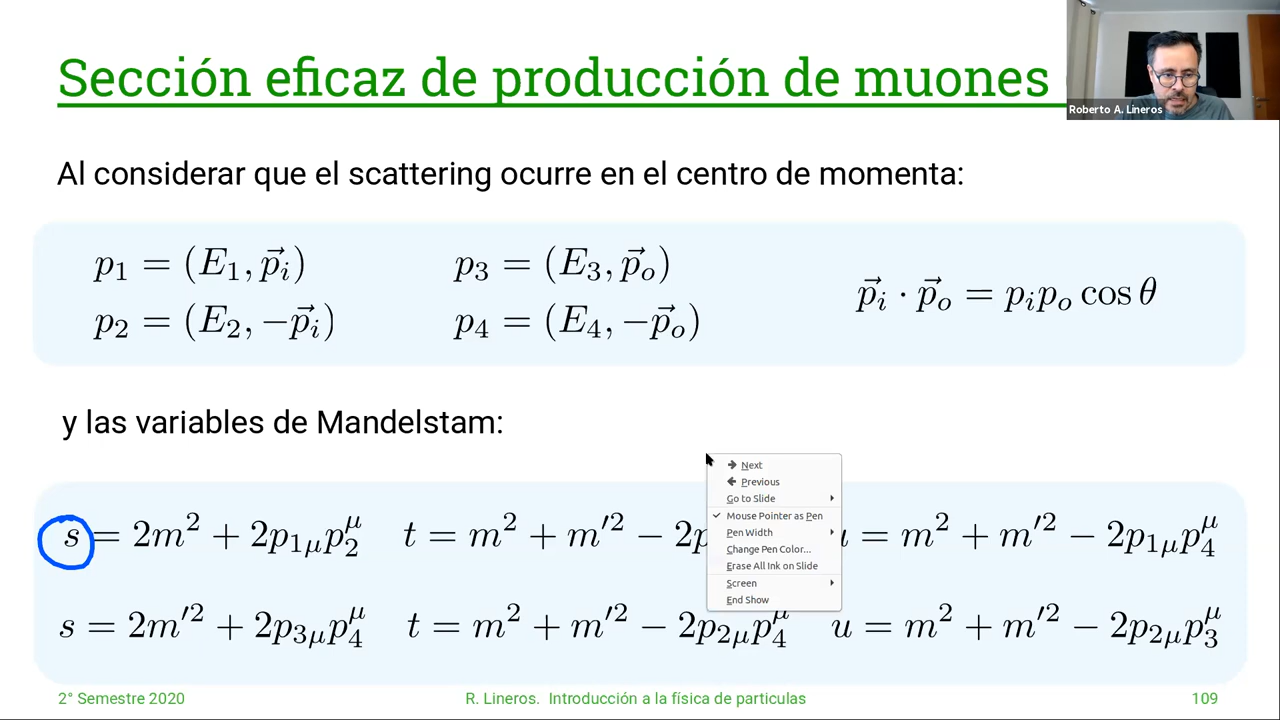 Sección eficaz de producción de muones
Roberto A. Lineros
Al considerar que el scattering ocurre en el centro de momenta:
p₁ = (E₁, p⃗ᵢ)
p₂ = (E₂, −p⃗ᵢ)
p₃ = (E₃, p⃗ₒ)
p₄ = (E₄, −p⃗ₒ)
p⃗ᵢ · p⃗ₒ = pᵢpₒ cos θ
y las variables de Mandelstam:
s = 2m² + 2p₁μp₂^μ
t = m² + m′² − 2p
u = m² + m′² − 2p₁μp₄^μ
s = 2m′² + 2p₃μp₄^μ
t = m² + m′² − 2p₂μp₄^μ
u = m² + m′² − 2p₂μp₃^μ
Next
Previous
Go to Slide
Mouse Pointer as Pen
Pen Width
Change Pen Color...
Erase All Ink on Slide
Screen
End Show
2° Semestre 2020
R. Lineros. Introducción a la física de particulas
109